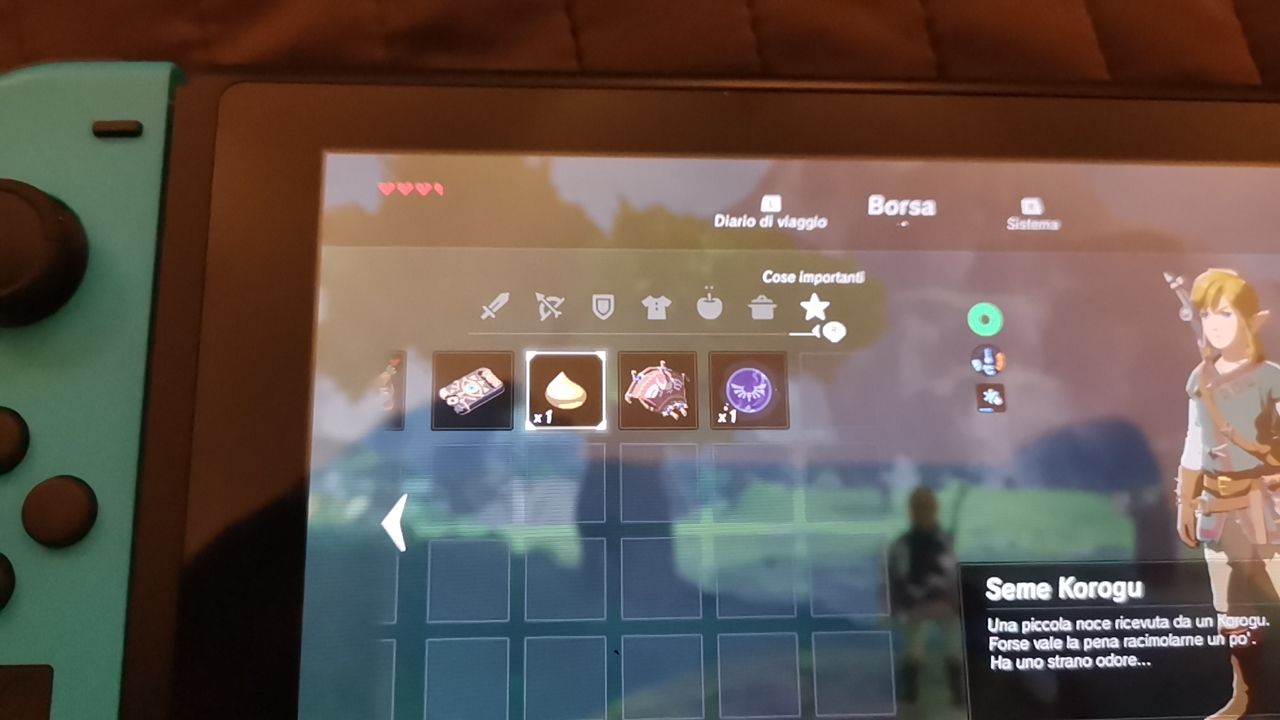 L
R
Diario di viaggio
Borsa
Sistema
Cose importanti
R
x1
x1
Seme Korogu
Una piccola noce ricevuta da un Korogu.
Forse vale la pena racimolarne un po'.
Ha uno strano odore...